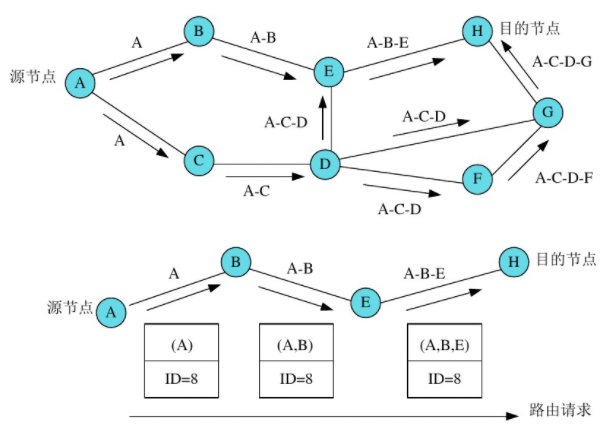 B
A
A-B
H
目的节点
A-B-E
A-C-D-G
源节点
A
E
G
A-C-D
A-C-D
A
C
D
A-C
F
A-C-D-F
A-C-D
B
A
A-B
A-B-E
H
目的节点
源节点
A
E
(A)
(A,B)
(A,B,E)
ID=8
ID=8
ID=8
路由请求